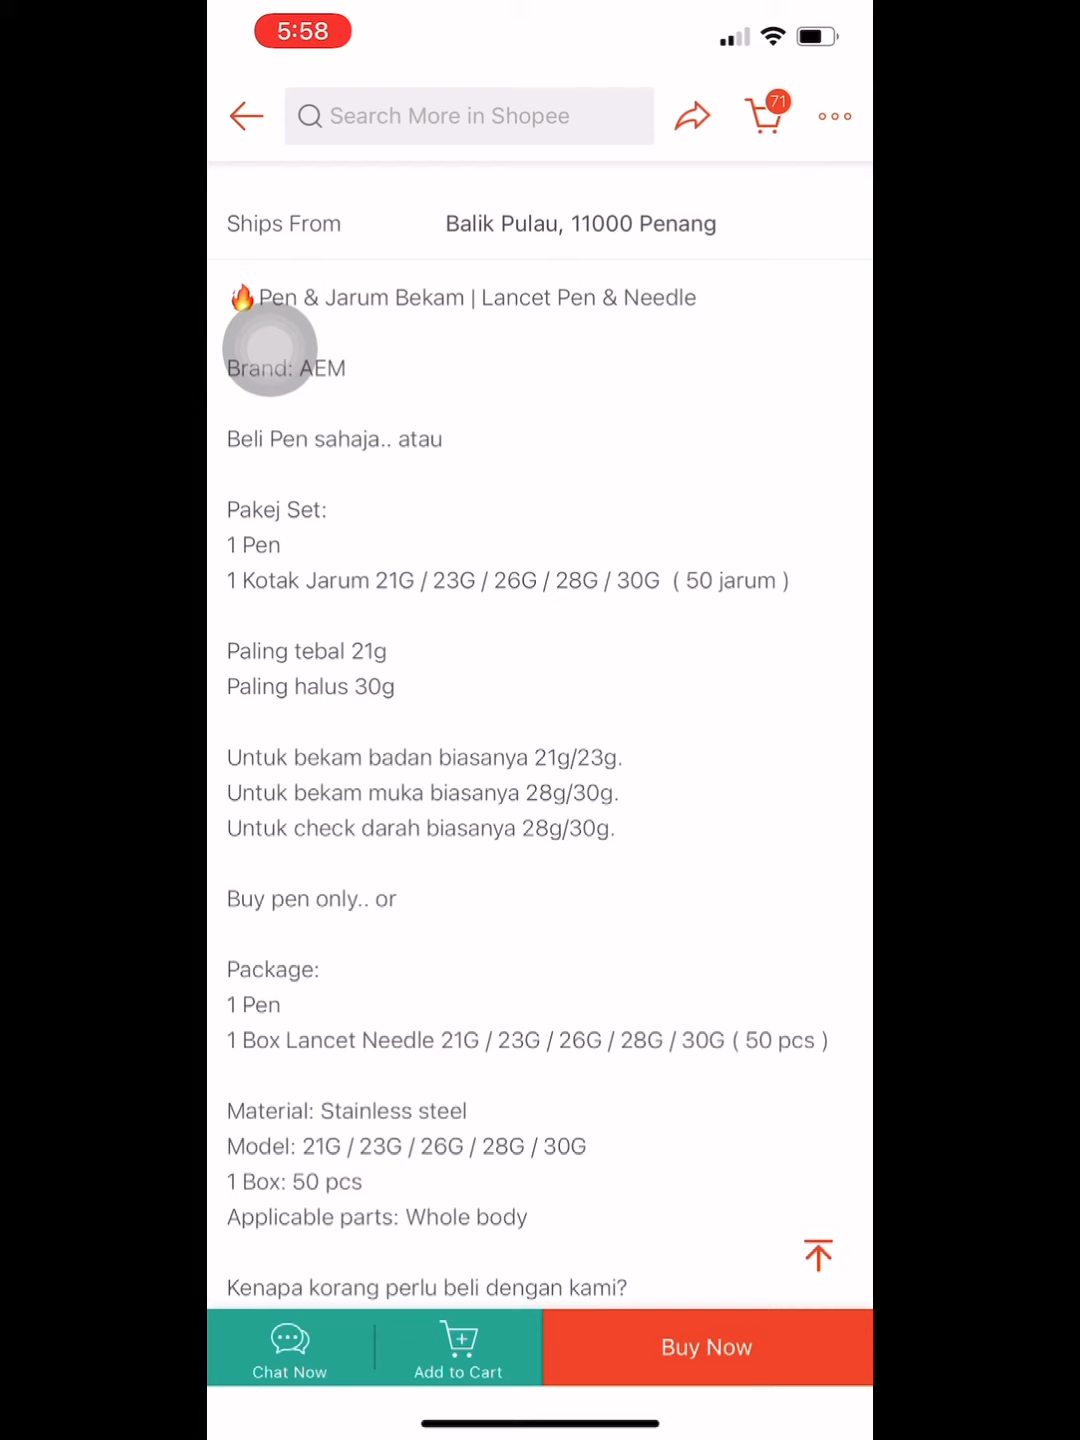 5:58
Search More in Shopee
71
Ships From Balik Pulau, 11000 Penang
🔥Pen & Jarum Bekam | Lancet Pen & Needle
Brand: AEM
Beli Pen sahaja.. atau
Pakej Set:
1 Pen
1 Kotak Jarum 21G / 23G / 26G / 28G / 30G ( 50 jarum )
Paling tebal 21g
Paling halus 30g
Untuk bekam badan biasanya 21g/23g.
Untuk bekam muka biasanya 28g/30g.
Untuk check darah biasanya 28g/30g.
Buy pen only.. or
Package:
1 Pen
1 Box Lancet Needle 21G / 23G / 26G / 28G / 30G ( 50 pcs )
Material: Stainless steel
Model: 21G / 23G / 26G / 28G / 30G
1 Box: 50 pcs
Applicable parts: Whole body
Kenapa korang perlu beli dengan kami?
Chat Now
Add to Cart
Buy Now